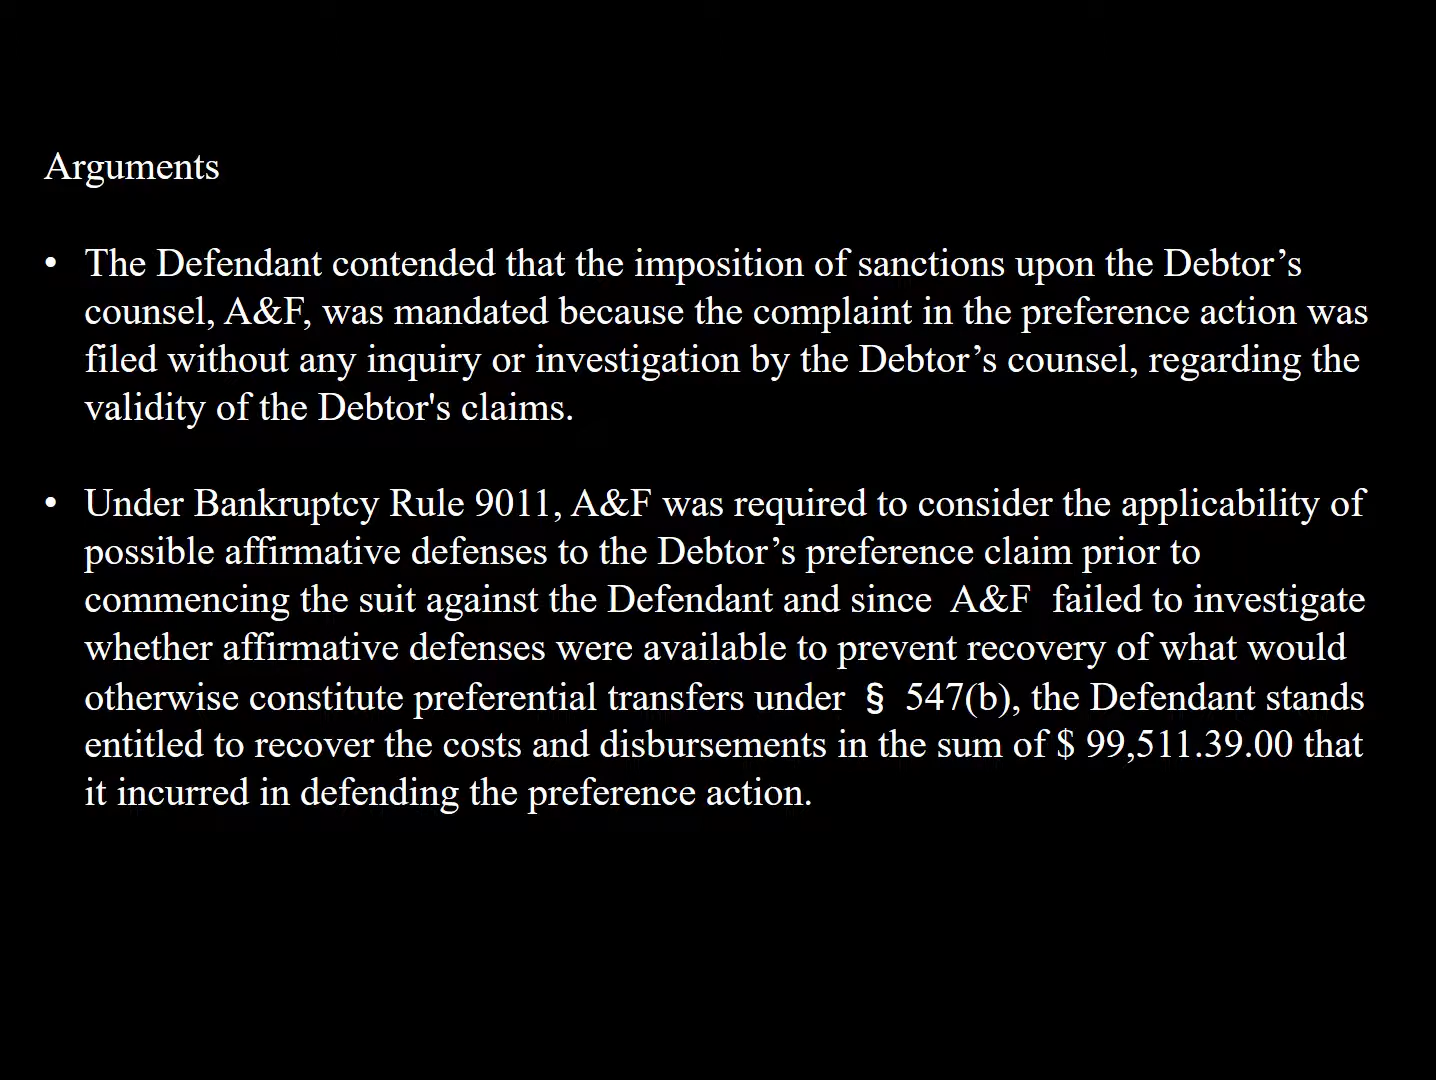 Arguments
• The Defendant contended that the imposition of sanctions upon the Debtor’s
counsel, A&F, was mandated because the complaint in the preference action was
filed without any inquiry or investigation by the Debtor’s counsel, regarding the
validity of the Debtor's claims.
• Under Bankruptcy Rule 9011, A&F was required to consider the applicability of
possible affirmative defenses to the Debtor’s preference claim prior to
commencing the suit against the Defendant and since  A&F  failed to investigate
whether affirmative defenses were available to prevent recovery of what would
otherwise constitute preferential transfers under § 547(b), the Defendant stands
entitled to recover the costs and disbursements in the sum of $ 99,511.39.00 that
it incurred in defending the preference action.